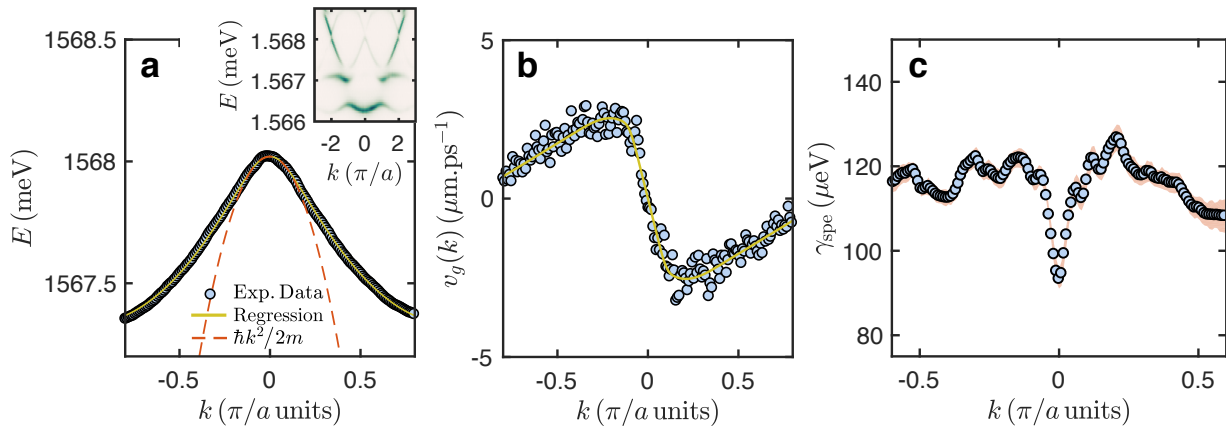 a
1568.5
1568
1567.5
E (meV)
-0.5
0
0.5
k (π/a units)
Exp. Data
Regression
ℏk²/2m
1.568
1.567
1.566
E (meV)
-2
0
2
k (π/a)
b
5
0
-5
v_g(k) (μm.ps⁻¹)
-0.5
0
0.5
k (π/a units)
c
140
120
100
80
γ_spe (μeV)
-0.5
0
0.5
k (π/a units)